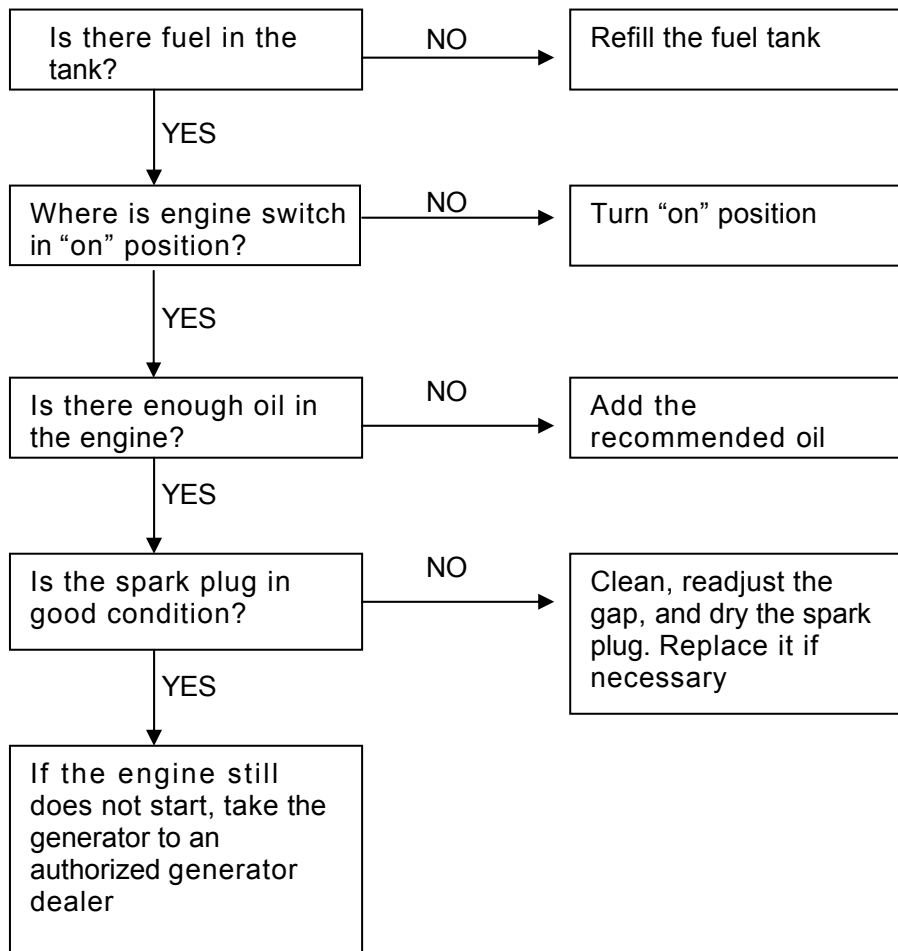 Is there fuel in the
tank?
NO
Refill the fuel tank
YES
Where is engine switch
in “on” position?
NO
Turn “on” position
YES
Is there enough oil in
the engine?
NO
Add the
recommended oil
YES
Is the spark plug in
good condition?
NO
Clean, readjust the
gap, and dry the spark
plug. Replace it if
necessary
YES
If the engine still
does not start, take the
generator to an
authorized generator
dealer